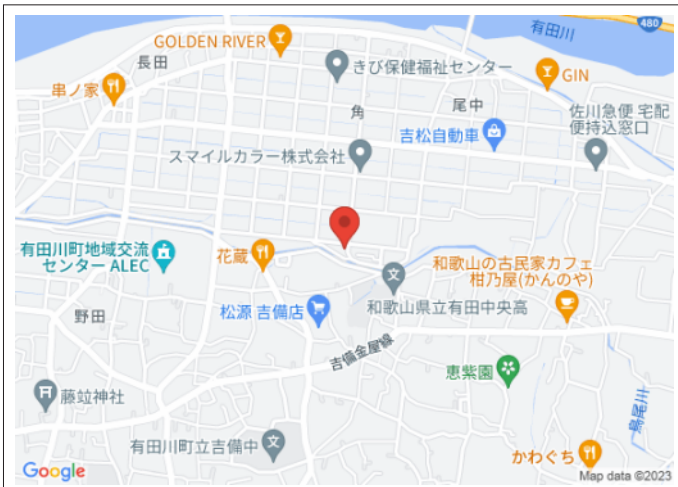 有田川
480
GOLDEN RIVER
長田
きび保健福祉センター
GIN
串ノ家
角
尾中
佐川急便 宅配
便持込窓口
吉松自動車
スマイルカラー株式会社
有田川町地域交流
センター ALEC
花蔵
和歌山の古民家カフェ
柑乃屋(かんのや)
松源 吉備店
和歌山県立有田中央高
野田
吉備金屋線
恵紫園
藤竝神社
鳥尾川
有田川町立吉備中
かわぐち
Google
Map data ©2023